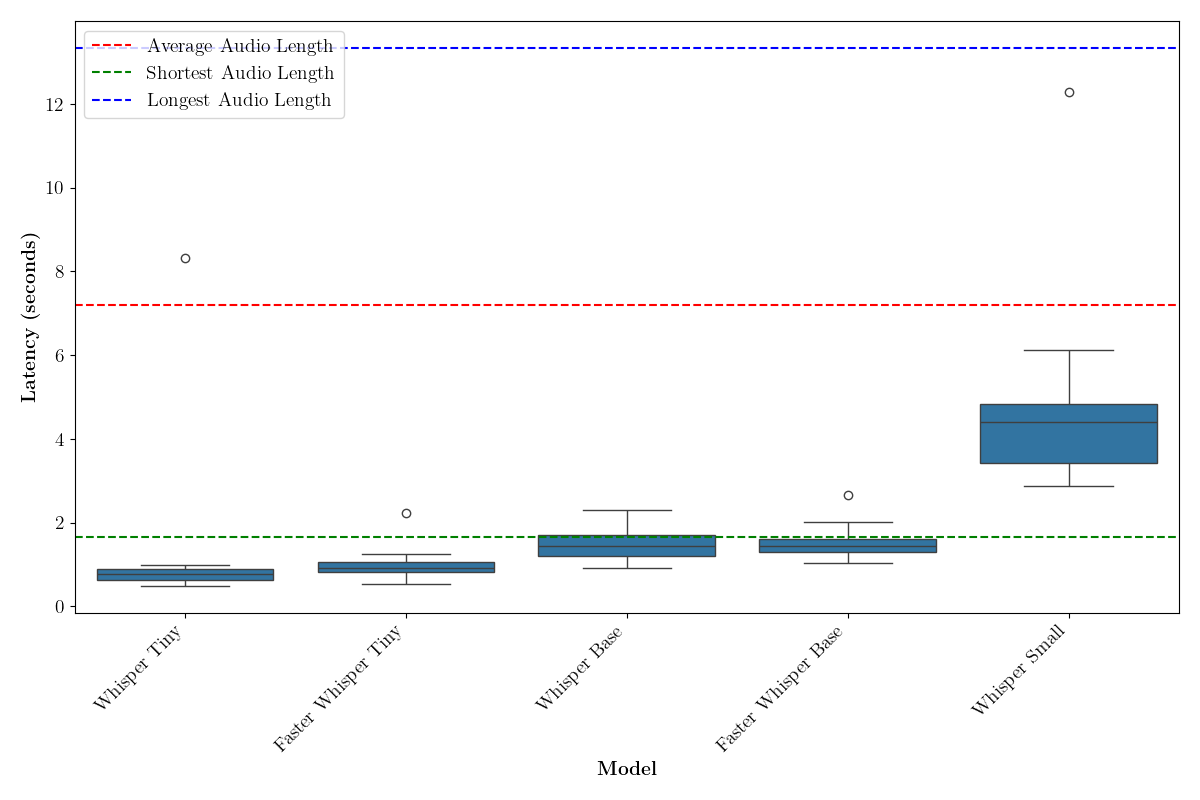 Average Audio Length
Shortest Audio Length
Longest Audio Length
Latency (seconds)
12
10
8
6
4
2
0
Whisper Tiny
Faster Whisper Tiny
Whisper Base
Faster Whisper Base
Whisper Small
Model